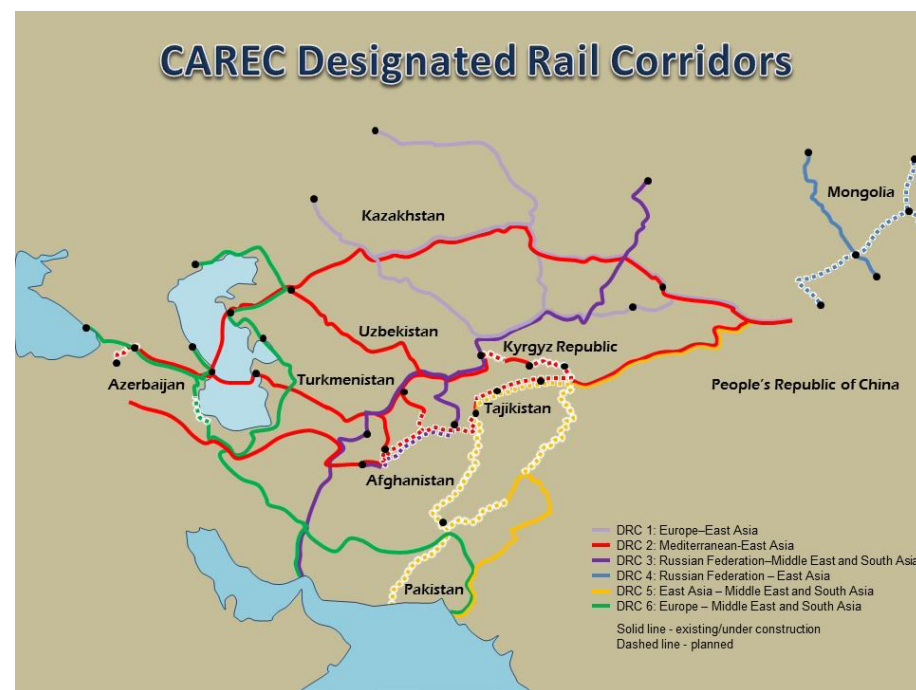 CAREC Designated Rail Corridors
Mongolia
Kazakhstan
Uzbekistan
Kyrgyz Republic
Azerbaijan
Turkmenistan
People's Republic of China
Tajikistan
Afghanistan
Pakistan
DRC 1: Europe–East Asia
DRC 2: Mediterranean-East Asia
DRC 3: Russian Federation–Middle East and South Asia
DRC 4: Russian Federation – East Asia
DRC 5: East Asia – Middle East and South Asia
DRC 6: Europe – Middle East and South Asia
Solid line - existing/under construction
Dashed line - planned